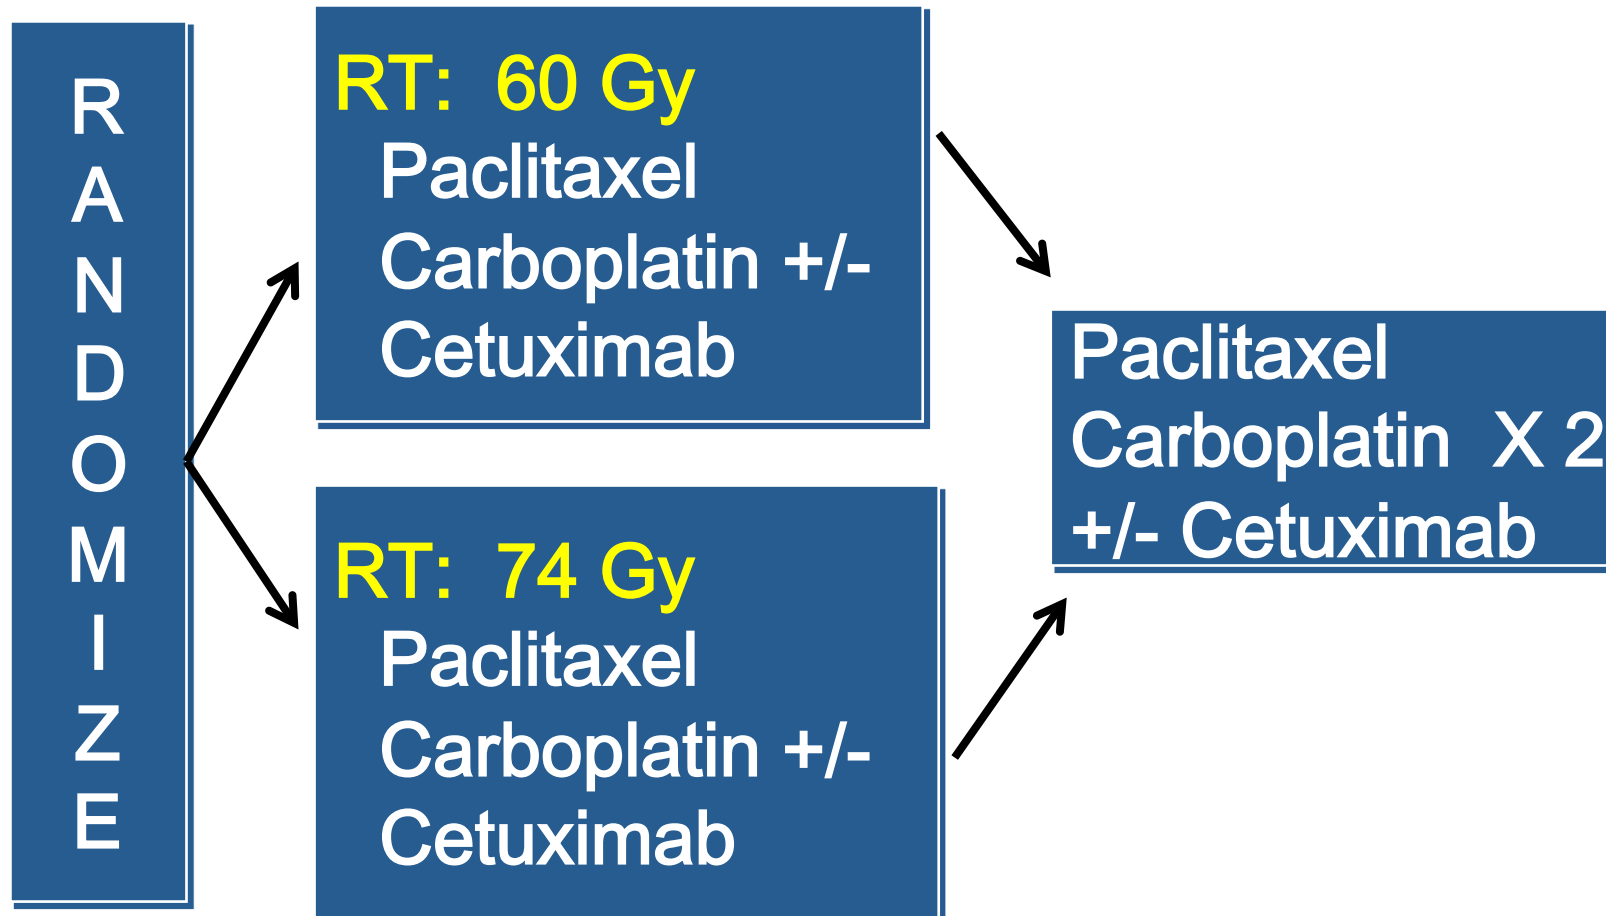 R
A
N
D
O
M
I
Z
E
RT: 60 Gy
Paclitaxel
Carboplatin +/-
Cetuximab
RT: 74 Gy
Paclitaxel
Carboplatin +/-
Cetuximab
Paclitaxel
Carboplatin X 2
+/- Cetuximab